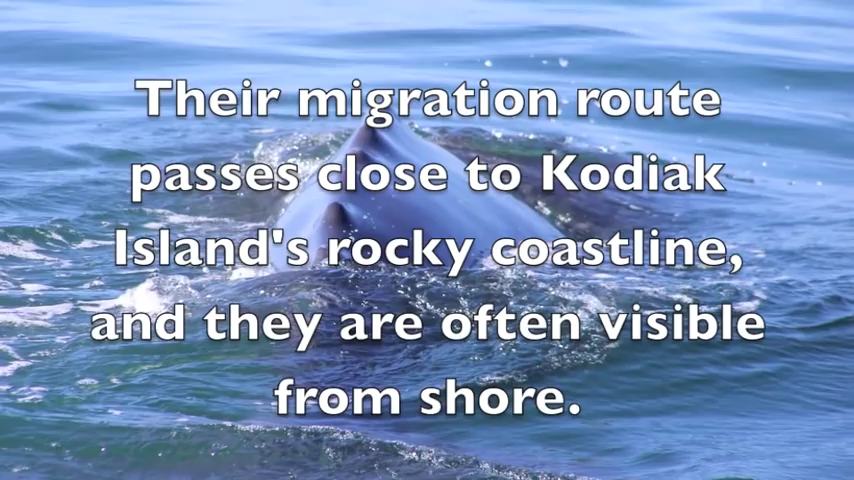 Their migration route
passes close to Kodiak
Island's rocky coastline,
and they are often visible
from shore.